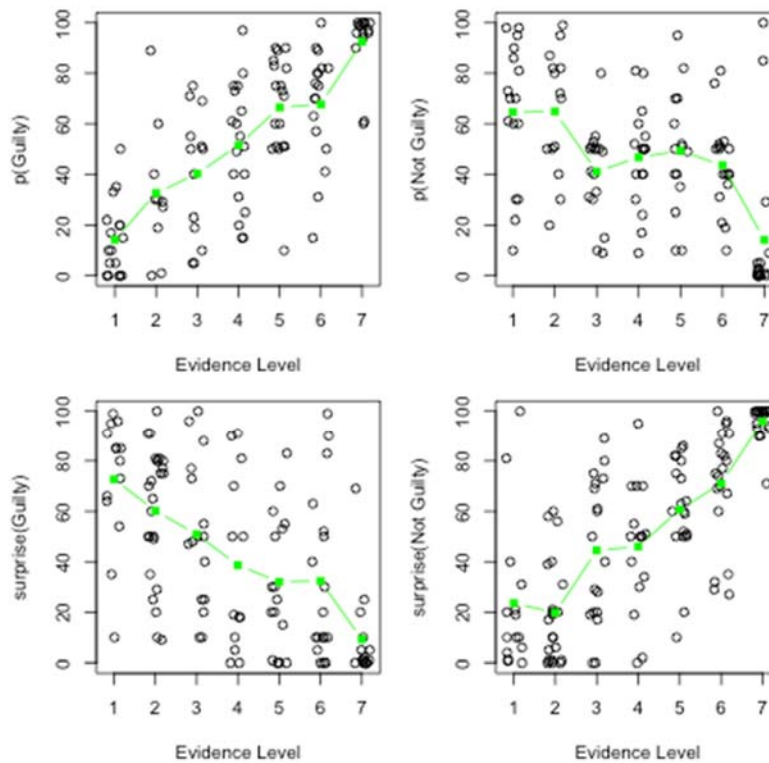 p(Guilty)
0 20 40 60 80 100
1 2 3 4 5 6 7
Evidence Level
p(Not Guilty)
0 20 40 60 80 100
1 2 3 4 5 6 7
Evidence Level
surprise(Guilty)
0 20 40 60 80 100
1 2 3 4 5 6 7
Evidence Level
surprise(Not Guilty)
0 20 40 60 80 100
1 2 3 4 5 6 7
Evidence Level